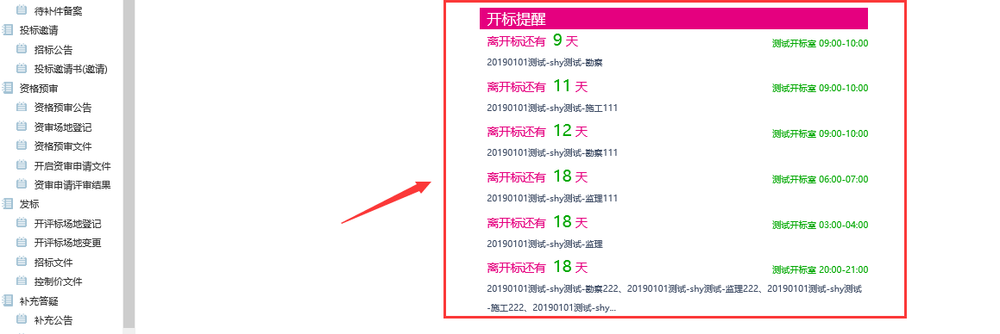 待补件备案
投标邀请
招标公告
投标邀请书(邀请)
资格预审
资格预审公告
资审场地登记
资格预审文件
开启资审申请文件
资审申请评审结果
发标
开评标场地登记
开评标场地变更
招标文件
控制价文件
补充答疑
补充公告
开标提醒
离开标还有 9 天 测试开标室 09:00-10:00
20190101测试-shy测试-勘察
离开标还有 11 天 测试开标室 09:00-10:00
20190101测试-shy测试-施工111
离开标还有 12 天 测试开标室 09:00-10:00
20190101测试-shy测试-勘察111
离开标还有 18 天 测试开标室 06:00-07:00
20190101测试-shy测试-监理111
离开标还有 18 天 测试开标室 03:00-04:00
20190101测试-shy测试-监理
离开标还有 18 天 测试开标室 20:00-21:00
20190101测试-shy测试-勘察222、20190101测试-shy测试-监理222、20190101测试-shy测试
-施工222、20190101测试-shy...